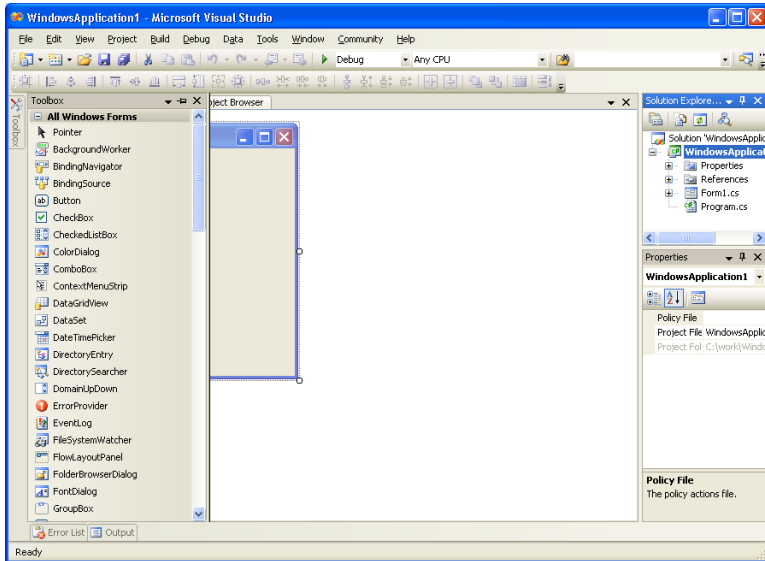 WindowsApplication1 - Microsoft Visual Studio
File Edit View Project Build Debug Data Tools Window Community Help
Debug Any CPU
Toolbox
Toolbox
All Windows Forms
Pointer
BackgroundWorker
BindingNavigator
BindingSource
Button
CheckBox
CheckedListBox
ColorDialog
ComboBox
ContextMenuStrip
DataGridView
DataSet
DateTimePicker
DirectoryEntry
DirectorySearcher
DomainUpDown
ErrorProvider
EventLog
FileSystemWatcher
FlowLayoutPanel
FolderBrowserDialog
FontDialog
GroupBox
ject Browser
Solution Explore...
Solution 'WindowsApplic
WindowsApplicat
Properties
References
Form1.cs
Program.cs
Properties
WindowsApplication1
Policy File
Project File WindowsApplic
Project Fol C:\work\Windo
Policy File
The policy actions file.
Error List Output
Ready